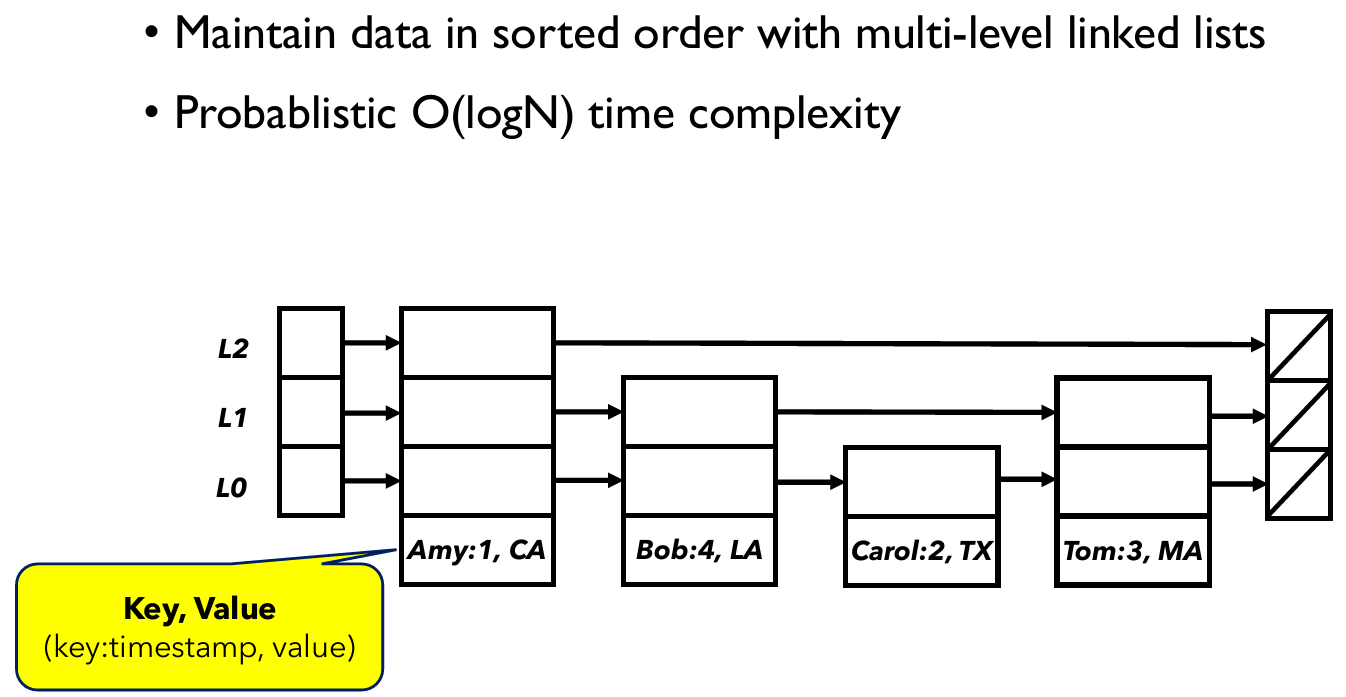 • Maintain data in sorted order with multi-level linked lists
• Probablistic O(logN) time complexity
L2
L1
L0
Amy:1, CA
Bob:4, LA
Carol:2, TX
Tom:3, MA
Key, Value
(key:timestamp, value)